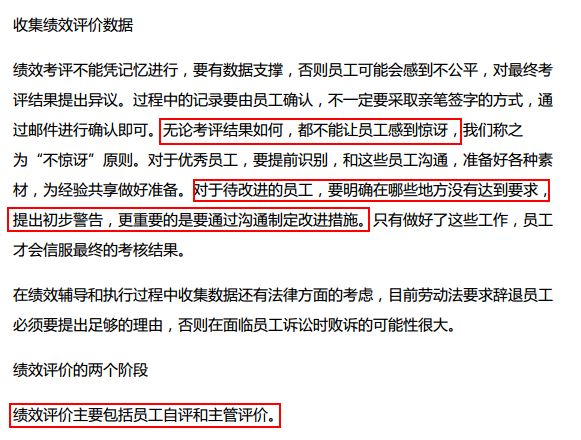 收集绩效评价数据
绩效考评不能凭记忆进行，要有数据支撑，否则员工可能会感到不公平，对最终考
评结果提出异议。过程中的记录要由员工确认，不一定要采取亲笔签字的方式，通
过邮件进行确认即可。无论考评结果如何，都不能让员工感到惊讶，我们称之
为“不惊讶”原则。对于优秀员工，要提前识别，和这些员工沟通，准备好各种素
材，为经验共享做好准备。对于待改进的员工，要明确在哪些地方没有达到要求，
提出初步警告，更重要的是要通过沟通制定改进措施。只有做好了这些工作，员工
才会信服最终的考核结果。
在绩效辅导和执行过程中收集数据还有法律方面的考虑，目前劳动法要求辞退员工
必须要提出足够的理由，否则在面临员工诉讼时败诉的可能性很大。
绩效评价的两个阶段
绩效评价主要包括员工自评和主管评价。